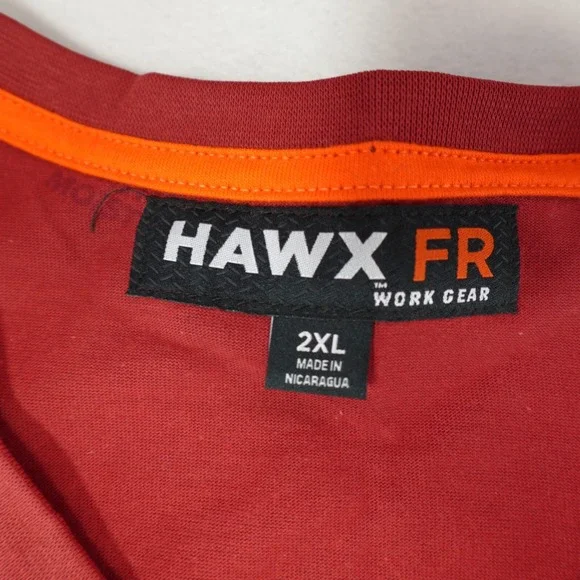 HAWX FR
™
WORK GEAR
2XL
MADE IN
NICARAGUA